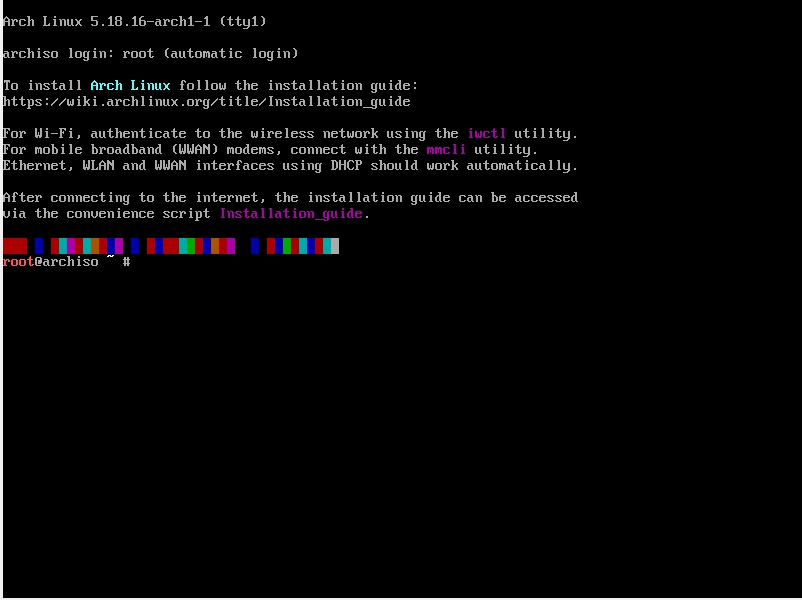 Arch Linux 5.18.16-arch1-1 (tty1)
archiso login: root (automatic login)
To install Arch Linux follow the installation guide:
https://wiki.archlinux.org/title/Installation_guide
For Wi-Fi, authenticate to the wireless network using the iwctl utility.
For mobile broadband (WWAN) modems, connect with the mmcli utility.
Ethernet, WLAN and WWAN interfaces using DHCP should work automatically.
After connecting to the internet, the installation guide can be accessed
via the convenience script Installation_guide.
root@archiso ~ #